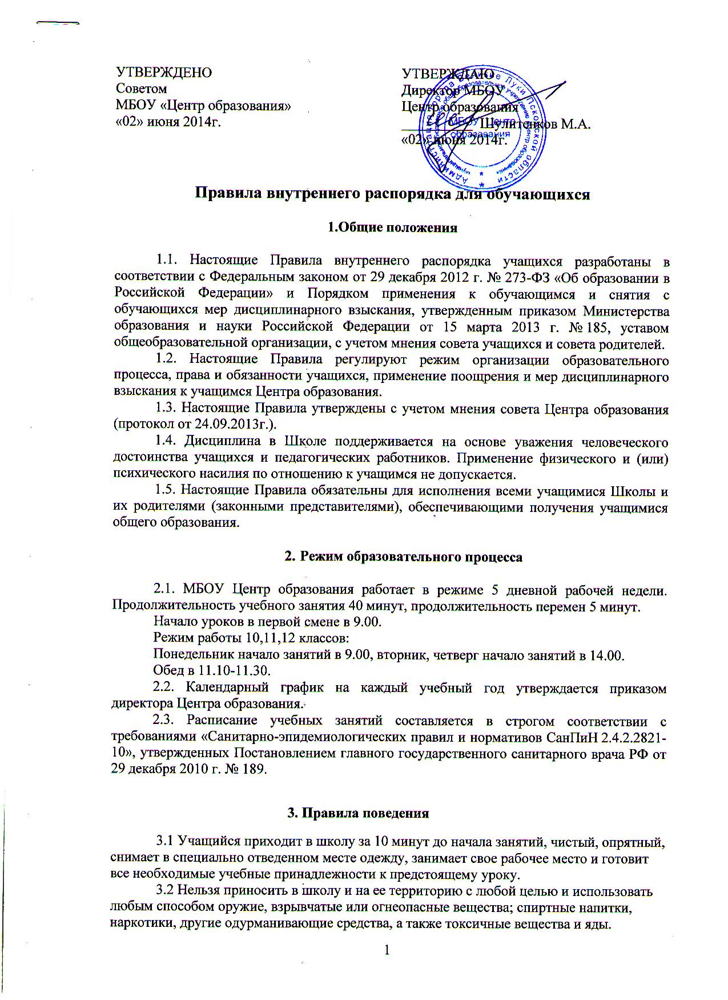 УТВЕРЖДЕНО
Советом
МБОУ «Центр образования»
«02» июня 2014г.
УТВЕРЖДАЮ
Директор МБОУ
Центр образования
Шулитенков М.А.
«02» июня 2014г.
Администрация города Великие Луки Псковской области
МБОУ Центр
образования
Правила внутреннего распорядка для обучающихся
1.Общие положения
1.1. Настоящие Правила внутреннего распорядка учащихся разработаны в
соответствии с Федеральным законом от 29 декабря 2012 г. № 273-ФЗ «Об образовании в
Российской Федерации» и Порядком применения к обучающимся и снятия с
обучающихся мер дисциплинарного взыскания, утвержденным приказом Министерства
образования и науки Российской Федерации от 15 марта 2013 г. № 185, уставом
общеобразовательной организации, с учетом мнения совета учащихся и совета родителей.
1.2. Настоящие Правила регулируют режим организации образовательного
процесса, права и обязанности учащихся, применение поощрения и мер дисциплинарного
взыскания к учащимся Центра образования.
1.3. Настоящие Правила утверждены с учетом мнения совета Центра образования
(протокол от 24.09.2013г.).
1.4. Дисциплина в Школе поддерживается на основе уважения человеческого
достоинства учащихся и педагогических работников. Применение физического и (или)
психического насилия по отношению к учащимся не допускается.
1.5. Настоящие Правила обязательны для исполнения всеми учащимися Школы и
их родителями (законными представителями), обеспечивающими получения учащимися
общего образования.
2. Режим образовательного процесса
2.1. МБОУ Центр образования работает в режиме 5 дневной рабочей недели.
Продолжительность учебного занятия 40 минут, продолжительность перемен 5 минут.
Начало уроков в первой смене в 9.00.
Режим работы 10,11,12 классов:
Понедельник начало занятий в 9.00, вторник, четверг начало занятий в 14.00.
Обед в 11.10-11.30.
2.2. Календарный график на каждый учебный год утверждается приказом
директора Центра образования.
2.3. Расписание учебных занятий составляется в строгом соответствии с
требованиями «Санитарно-эпидемиологических правил и нормативов СанПиН 2.4.2.2821-
10», утвержденных Постановлением главного государственного санитарного врача РФ от
29 декабря 2010 г. № 189.
3. Правила поведения
3.1 Учащийся приходит в школу за 10 минут до начала занятий, чистый, опрятный,
снимает в специально отведенном месте одежду, занимает свое рабочее место и готовит
все необходимые учебные принадлежности к предстоящему уроку.
3.2 Нельзя приносить в школу и на ее территорию с любой целью и использовать
любым способом оружие, взрывчатые или огнеопасные вещества; спиртные напитки,
наркотики, другие одурманивающие средства, а также токсичные вещества и яды.
1